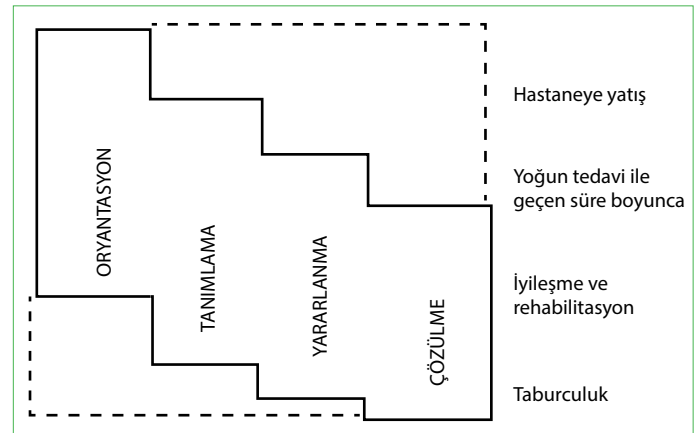 ORYANTASYON
TANIMLAMA
YARARLANMA
ÇÖZÜLME
Hastaneye yatış
Yoğun tedavi ile
geçen süre boyunca
İyileşme ve
rehabilitasyon
Taburculuk